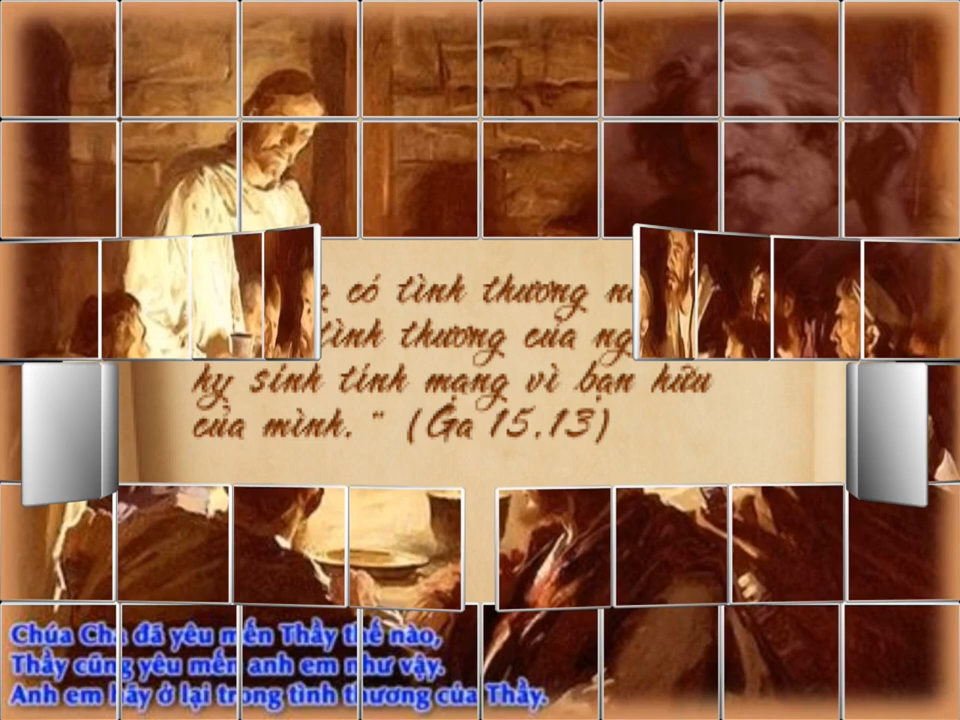 có tình thương
tình thương của
hy sinh tính mạng vì bạn hữu
của mình.” (Ga 15.13)
Chúa Cha đã yêu mến Thầy thế nào,
Thầy cũng yêu mến anh em như vậy.
Anh em hãy ở lại trong tình thương của Thầy.